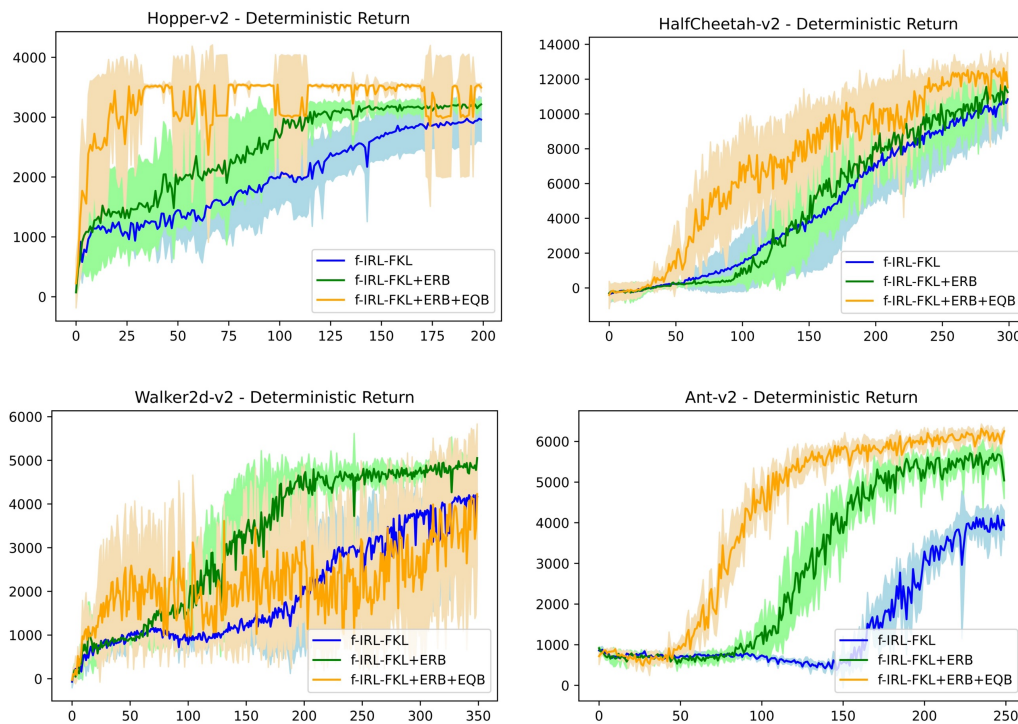 Hopper-v2 - Deterministic Return
4000
3000
2000
1000
0
0 25 50 75 100 125 150 175 200
f-IRL-FKL
f-IRL-FKL+ERB
f-IRL-FKL+ERB+EQB
HalfCheetah-v2 - Deterministic Return
14000
12000
10000
8000
6000
4000
2000
0
0 50 100 150 200 250 300
f-IRL-FKL
f-IRL-FKL+ERB
f-IRL-FKL+ERB+EQB
Walker2d-v2 - Deterministic Return
6000
5000
4000
3000
2000
1000
0
0 50 100 150 200 250 300 350
f-IRL-FKL
f-IRL-FKL+ERB
f-IRL-FKL+ERB+EQB
Ant-v2 - Deterministic Return
6000
5000
4000
3000
2000
1000
0
0 50 100 150 200 250
f-IRL-FKL
f-IRL-FKL+ERB
f-IRL-FKL+ERB+EQB